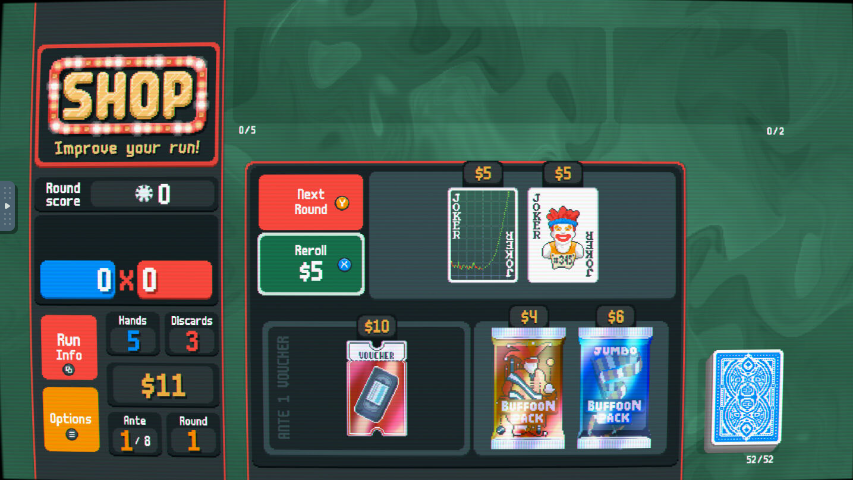 SHOP
Improve your run!
Round score
0
0 X 0
Run Info
Hands
5
Discards
3
$11
Options
Ante
1/8
Round
1
0/5
0/2
Next Round
Y
Reroll
$5
X
$5
JOKER
JOKER
$5
JOKER
#345
JOKER
ANTE 1 VOUCHER
$10
VOUCHER
$4
BUFFOON PACK
$6
JUMBO
BUFFOON PACK
52/52